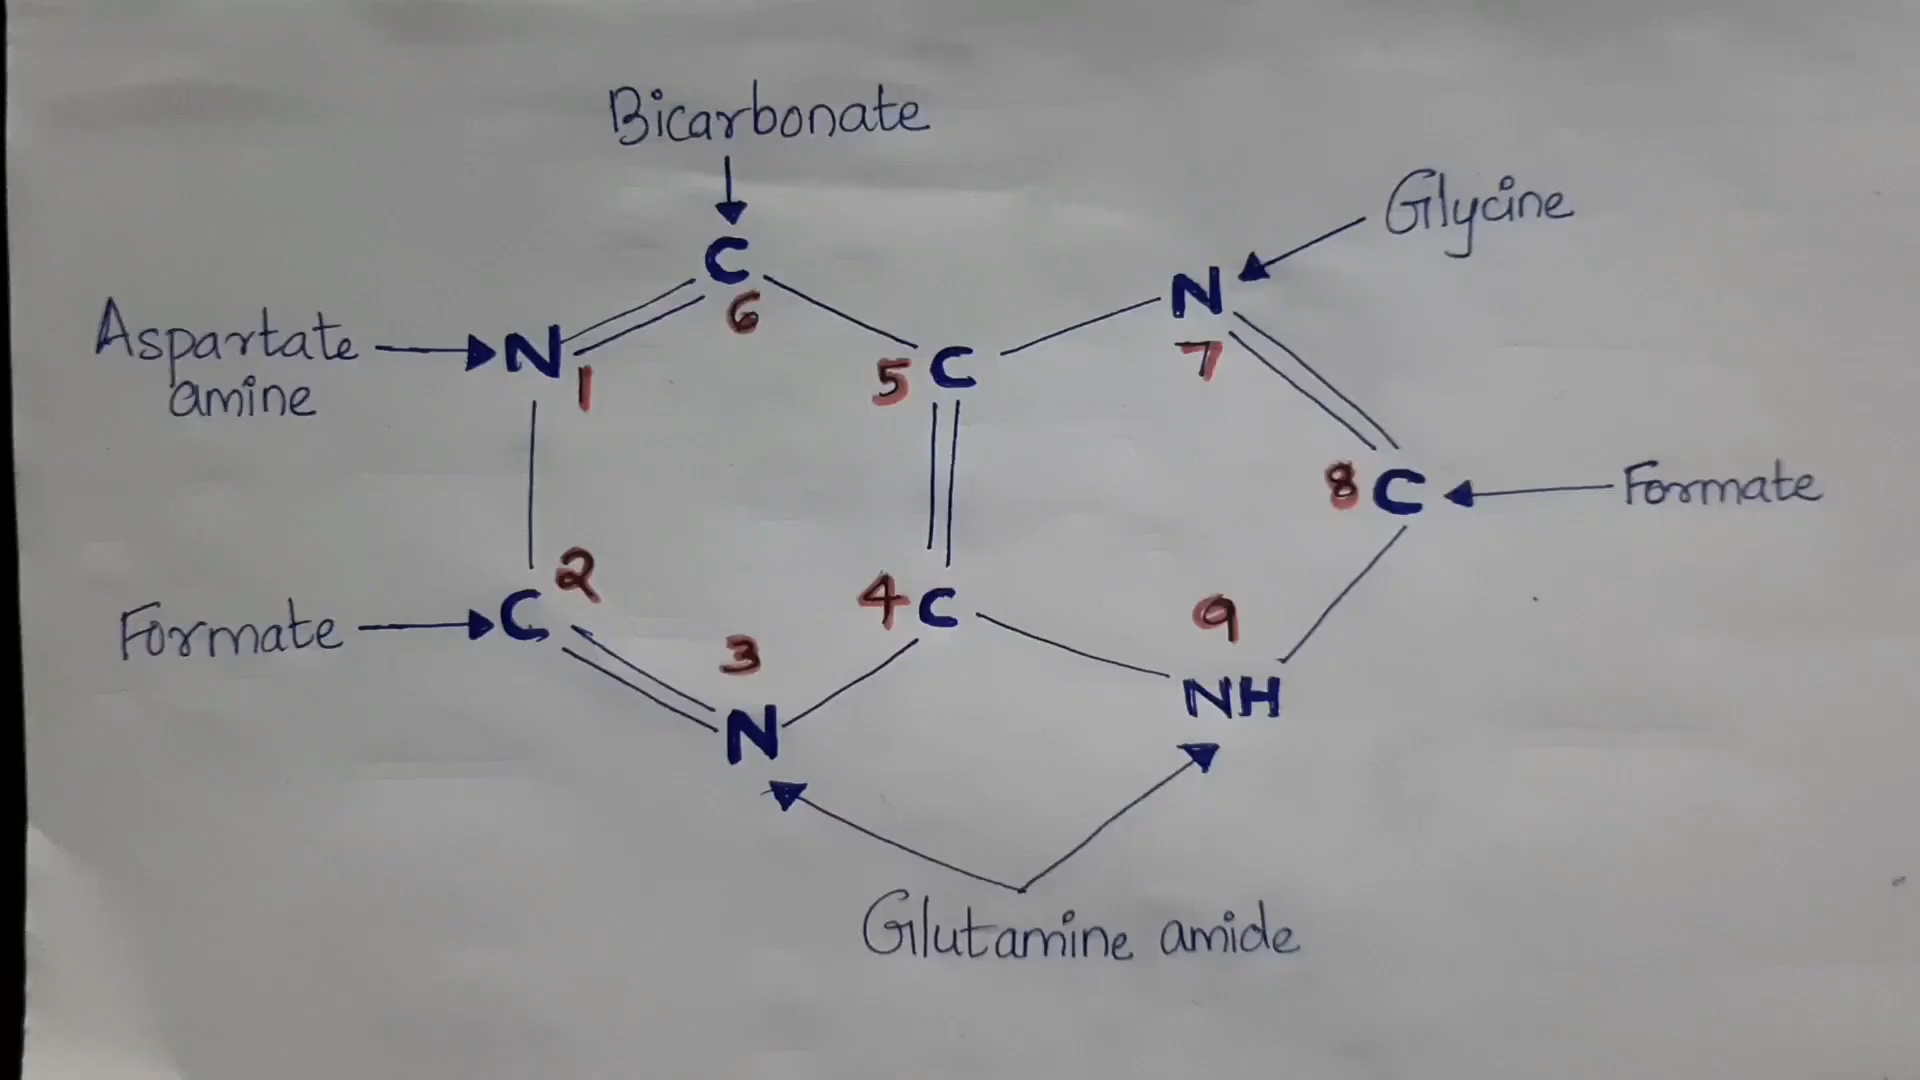 Bicarbonate
Glycine
C
6
N
7
Aspartate
amine
N
1
5 C
8 C
Formate
Formate
C
2
4 C
9
3
N
NH
Glutamine amide